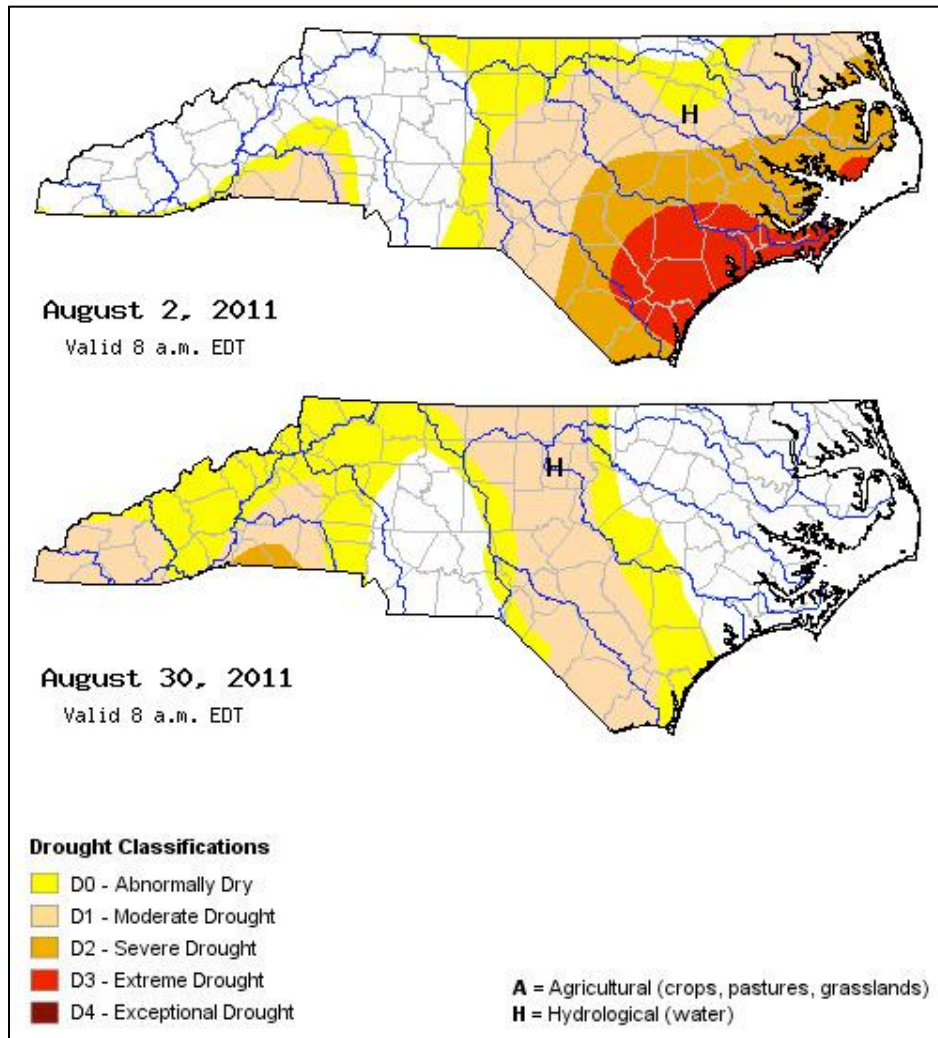 H
August 2, 2011
Valid 8 a.m. EDT
H
August 30, 2011
Valid 8 a.m. EDT
Drought Classifications
D0 - Abnormally Dry
D1 - Moderate Drought
D2 - Severe Drought
D3 - Extreme Drought
D4 - Exceptional Drought
A = Agricultural (crops, pastures, grasslands)
H = Hydrological (water)